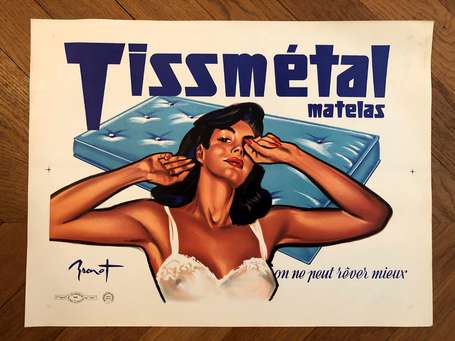 Tissmétal
matelas
Brenot
on ne peut rêver mieux